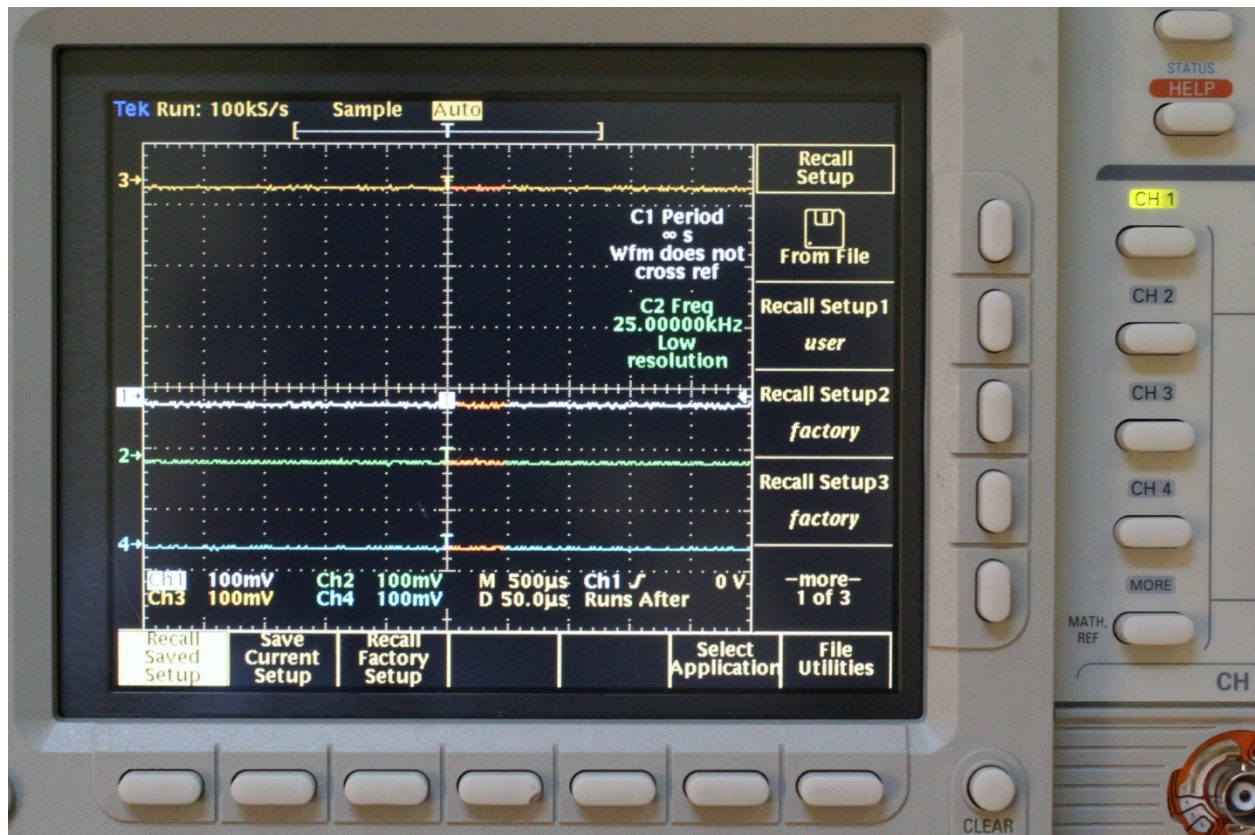 Tek Run: 100kS/s Sample Auto
[ T ]
T
3→
1→
2→
4→
C1 Period
∞ s
Wfm does not
cross ref
C2 Freq
25.00000kHz
Low
resolution
Ch1 100mV Ch2 100mV M 500µs Ch1 ƒ 0 V
Ch3 100mV Ch4 100mV D 50.0µs Runs After
Recall
Setup
From File
Recall Setup1
user
Recall Setup2
factory
Recall Setup3
factory
–more–
1 of 3
Recall
Saved
Setup
Save
Current
Setup
Recall
Factory
Setup
Select
Application
File
Utilities
STATUS
HELP
CH 1
CH 2
CH 3
CH 4
MORE
MATH,
REF
CH
CLEAR